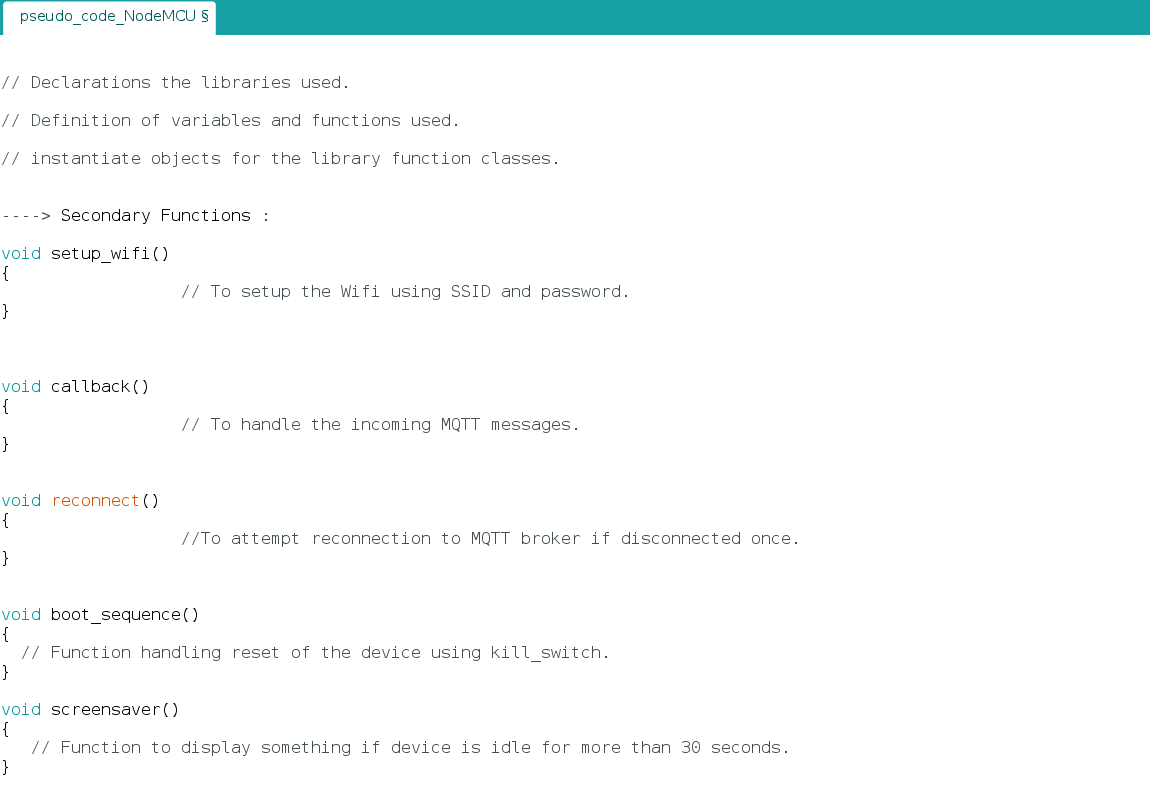 pseudo_code_NodeMCU §
// Declarations the libraries used.
// Definition of variables and functions used.
// instantiate objects for the library function classes.
----> Secondary Functions :
void setup_wifi()
{
// To setup the Wifi using SSID and password.
}
void callback()
{
// To handle the incoming MQTT messages.
}
void reconnect()
{
//To attempt reconnection to MQTT broker if disconnected once.
}
void boot_sequence()
{
// Function handling reset of the device using kill_switch.
}
void screensaver()
{
// Function to display something if device is idle for more than 30 seconds.
}